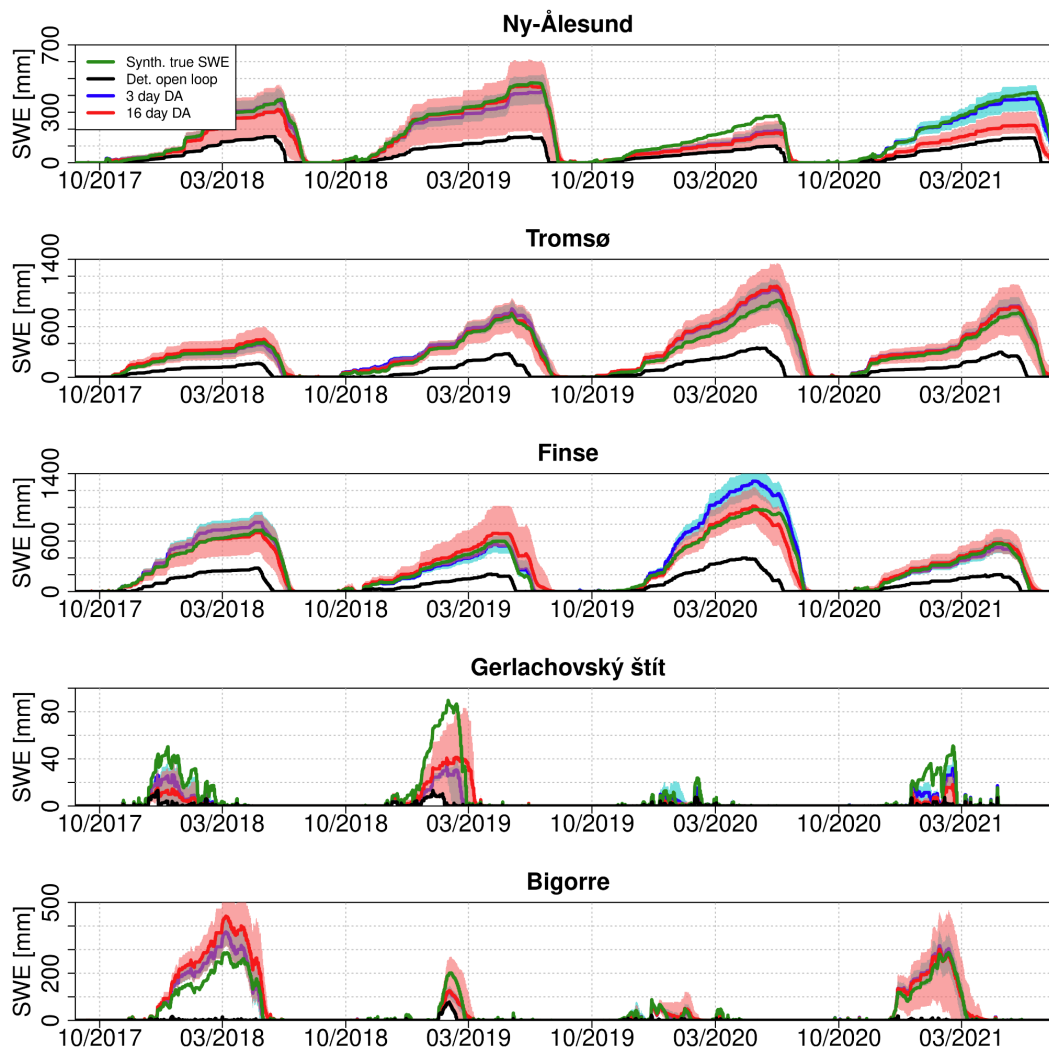 Ny-Ålesund
SWE [mm]
0 300 700
Synth. true SWE
Det. open loop
3 day DA
16 day DA
10/2017 03/2018 10/2018 03/2019 10/2019 03/2020 10/2020 03/2021
Tromsø
SWE [mm]
0 600 1400
10/2017 03/2018 10/2018 03/2019 10/2019 03/2020 10/2020 03/2021
Finse
SWE [mm]
0 600 1400
10/2017 03/2018 10/2018 03/2019 10/2019 03/2020 10/2020 03/2021
Gerlachovský štít
SWE [mm]
0 40 80
10/2017 03/2018 10/2018 03/2019 10/2019 03/2020 10/2020 03/2021
Bigorre
SWE [mm]
0 200 500
10/2017 03/2018 10/2018 03/2019 10/2019 03/2020 10/2020 03/2021